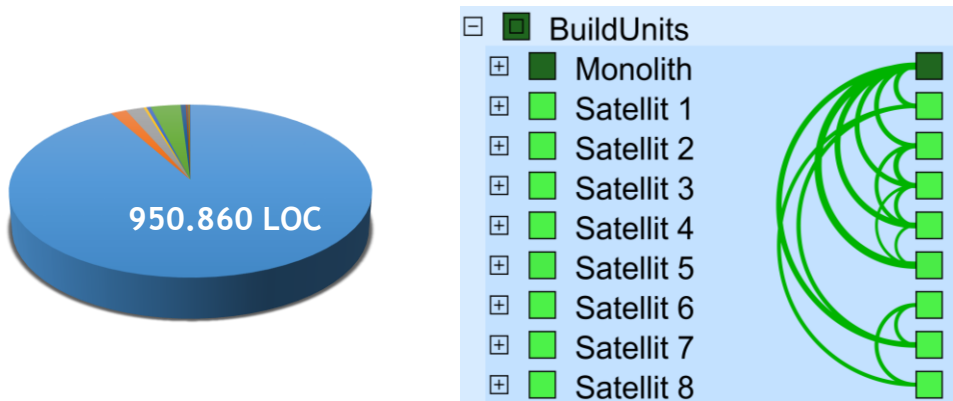 950.860 LOC
BuildUnits
Monolith
Satellit 1
Satellit 2
Satellit 3
Satellit 4
Satellit 5
Satellit 6
Satellit 7
Satellit 8